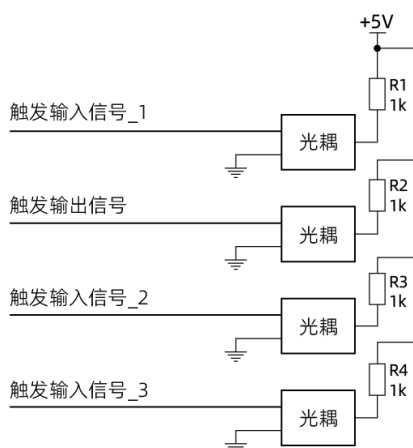 +5V
R1
1k
触发输入信号_1
光耦
R2
1k
触发输出信号
光耦
R3
1k
触发输入信号_2
光耦
R4
1k
触发输入信号_3
光耦